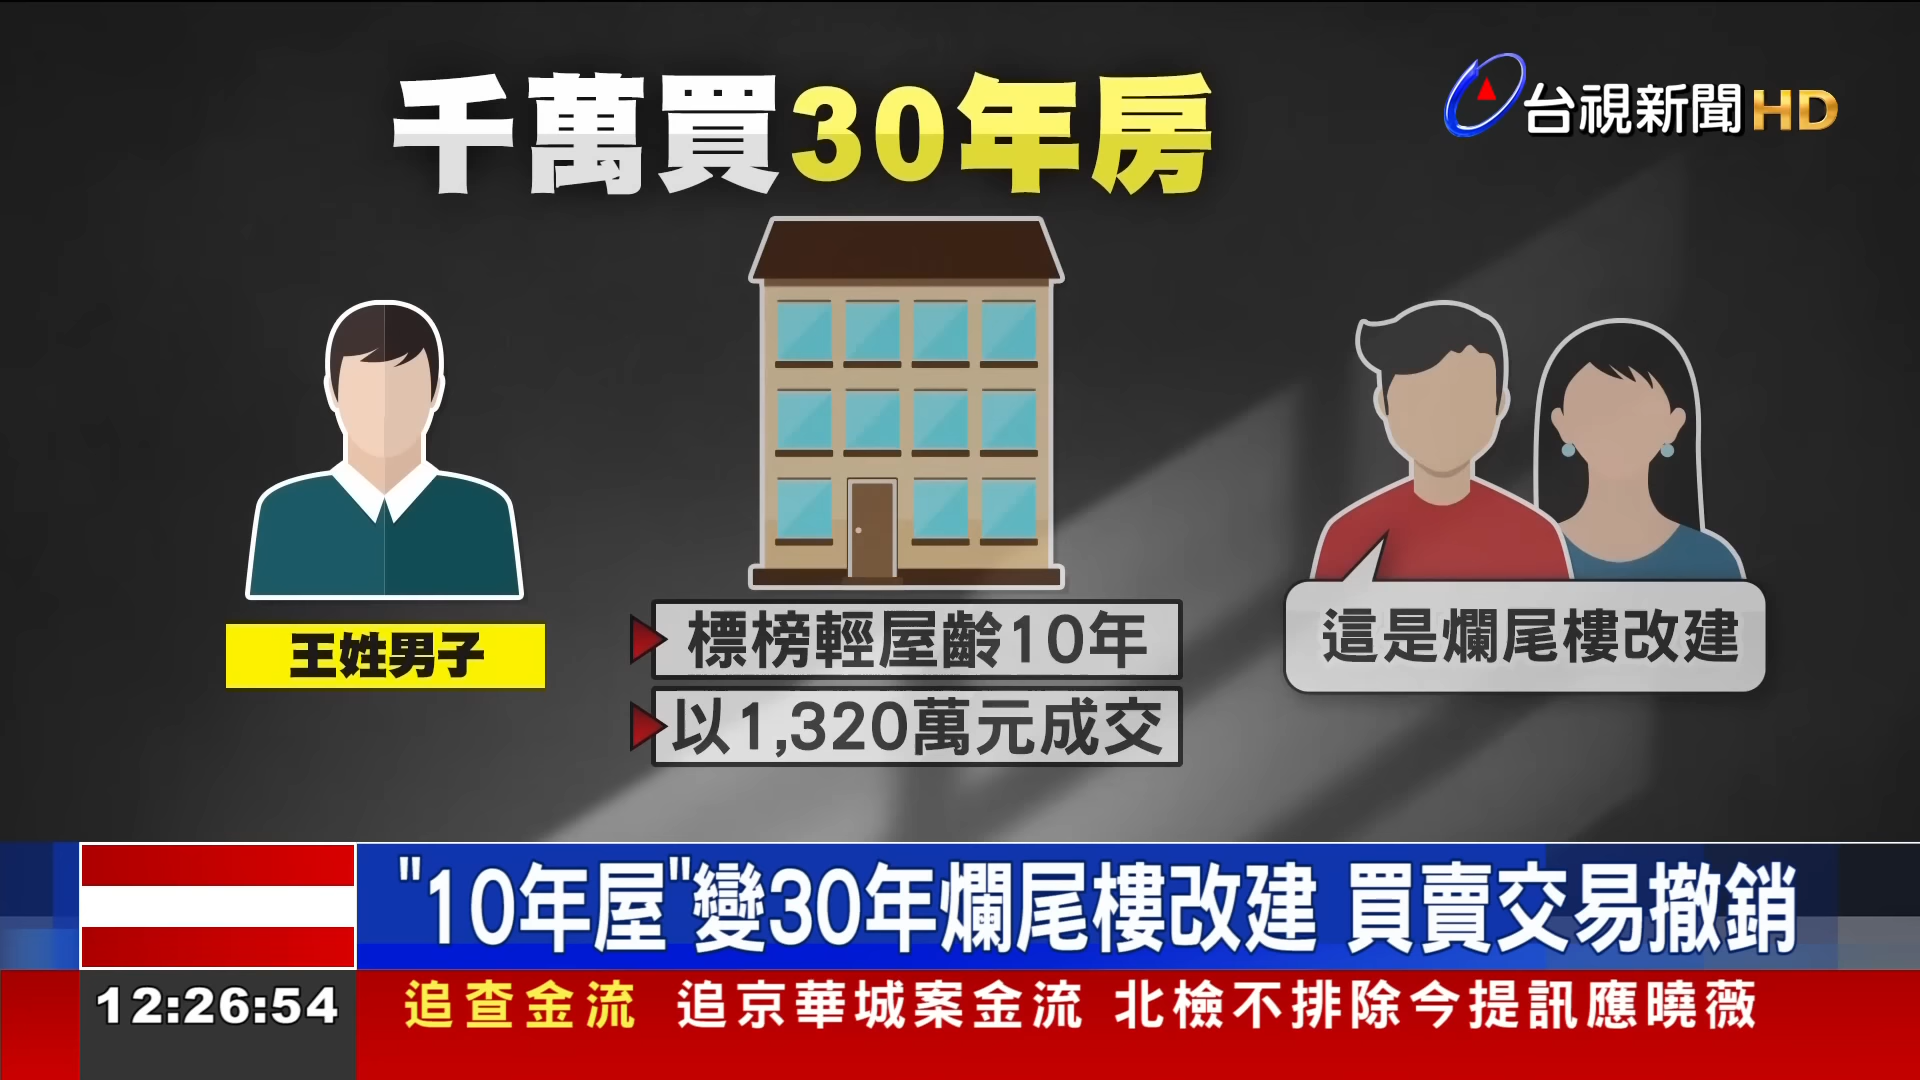 千萬買30年房
台視新聞HD
王姓男子
標榜輕屋齡10年
以1,320萬元成交
這是爛尾樓改建
"10年屋"變30年爛尾樓改建 買賣交易撤銷
12:26:54
追查金流 追京華城案金流 北檢不排除今提訊應曉薇